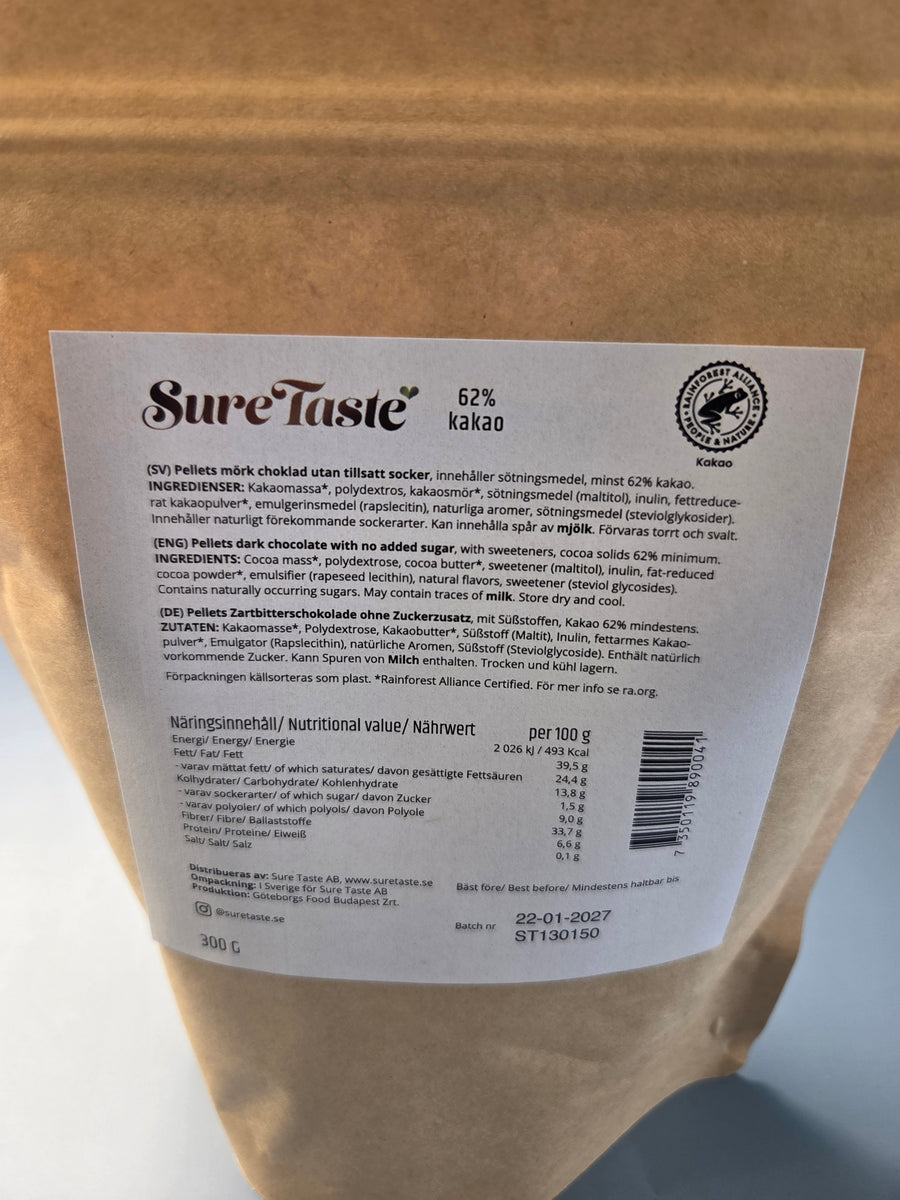 Sure Taste
62%
kakao
RAINFOREST ALLIANCE
PEOPLE & NATURE
Kakao
(SV) Pellets mörk choklad utan tillsatt socker, innehåller sötningsmedel, minst 62% kakao.
INGREDIENSER: Kakaomassa*, polydextros, kakaosmör*, sötningsmedel (maltitol), inulin, fettreduce-
rat kakaopulver*, emulgerinsmedel (rapslecitin), naturliga aromer, sötningsmedel (steviolglykosider).
Innehåller naturligt förekommande sockerarter. Kan innehålla spår av mjölk. Förvaras torrt och svalt.
(ENG) Pellets dark chocolate with no added sugar, with sweeteners, cocoa solids 62% minimum.
INGREDIENTS: Cocoa mass*, polydextrose, cocoa butter*, sweetener (maltitol), inulin, fat-reduced
cocoa powder*, emulsifier (rapeseed lecithin), natural flavors, sweetener (steviol glycosides).
Contains naturally occurring sugars. May contain traces of milk. Store dry and cool.
(DE) Pellets Zartbitterschokolade ohne Zuckerzusatz, mit Süßstoffen, Kakao 62% mindestens.
ZUTATEN: Kakaomasse*, Polydextrose, Kakaobutter*, Süßstoff (Maltit), Inulin, fettarmes Kakao-
pulver*, Emulgator (Rapslecithin), natürliche Aromen, Süßstoff (Steviolglycoside). Enthält natürlich
vorkommende Zucker. Kann Spuren von Milch enthalten. Trocken und kühl lagern.
Förpackningen källsorteras som plast. *Rainforest Alliance Certified. För mer info se ra.org.
Näringsinnehåll/ Nutritional value/ Nährwert per 100 g
Energi/ Energy/ Energie 2 026 kJ / 493 Kcal
Fett/ Fat/ Fett 39,5 g
- varav mättat fett/ of which saturates/ davon gesättigte Fettsäuren 24,4 g
Kolhydrater/ Carbohydrate/ Kohlenhydrate 13,8 g
- varav sockerarter/ of which sugar/ davon Zucker 1,5 g
- varav polyoler/ of which polyols/ davon Polyole 9,0 g
Fibrer/ Fibre/ Ballaststoffe 33,7 g
Protein/ Proteine/ Eiweiß 6,6 g
Salt/ Salt/ Salz 0,1 g
7 350119 890041
Distribueras av: Sure Taste AB, www.suretaste.se
Ompackning: I Sverige för Sure Taste AB
Produktion: Göteborgs Food Budapest Zrt.
@suretaste.se
300 G
Bäst före/ Best before/ Mindestens haltbar bis
22-01-2027
Batch nr ST130150